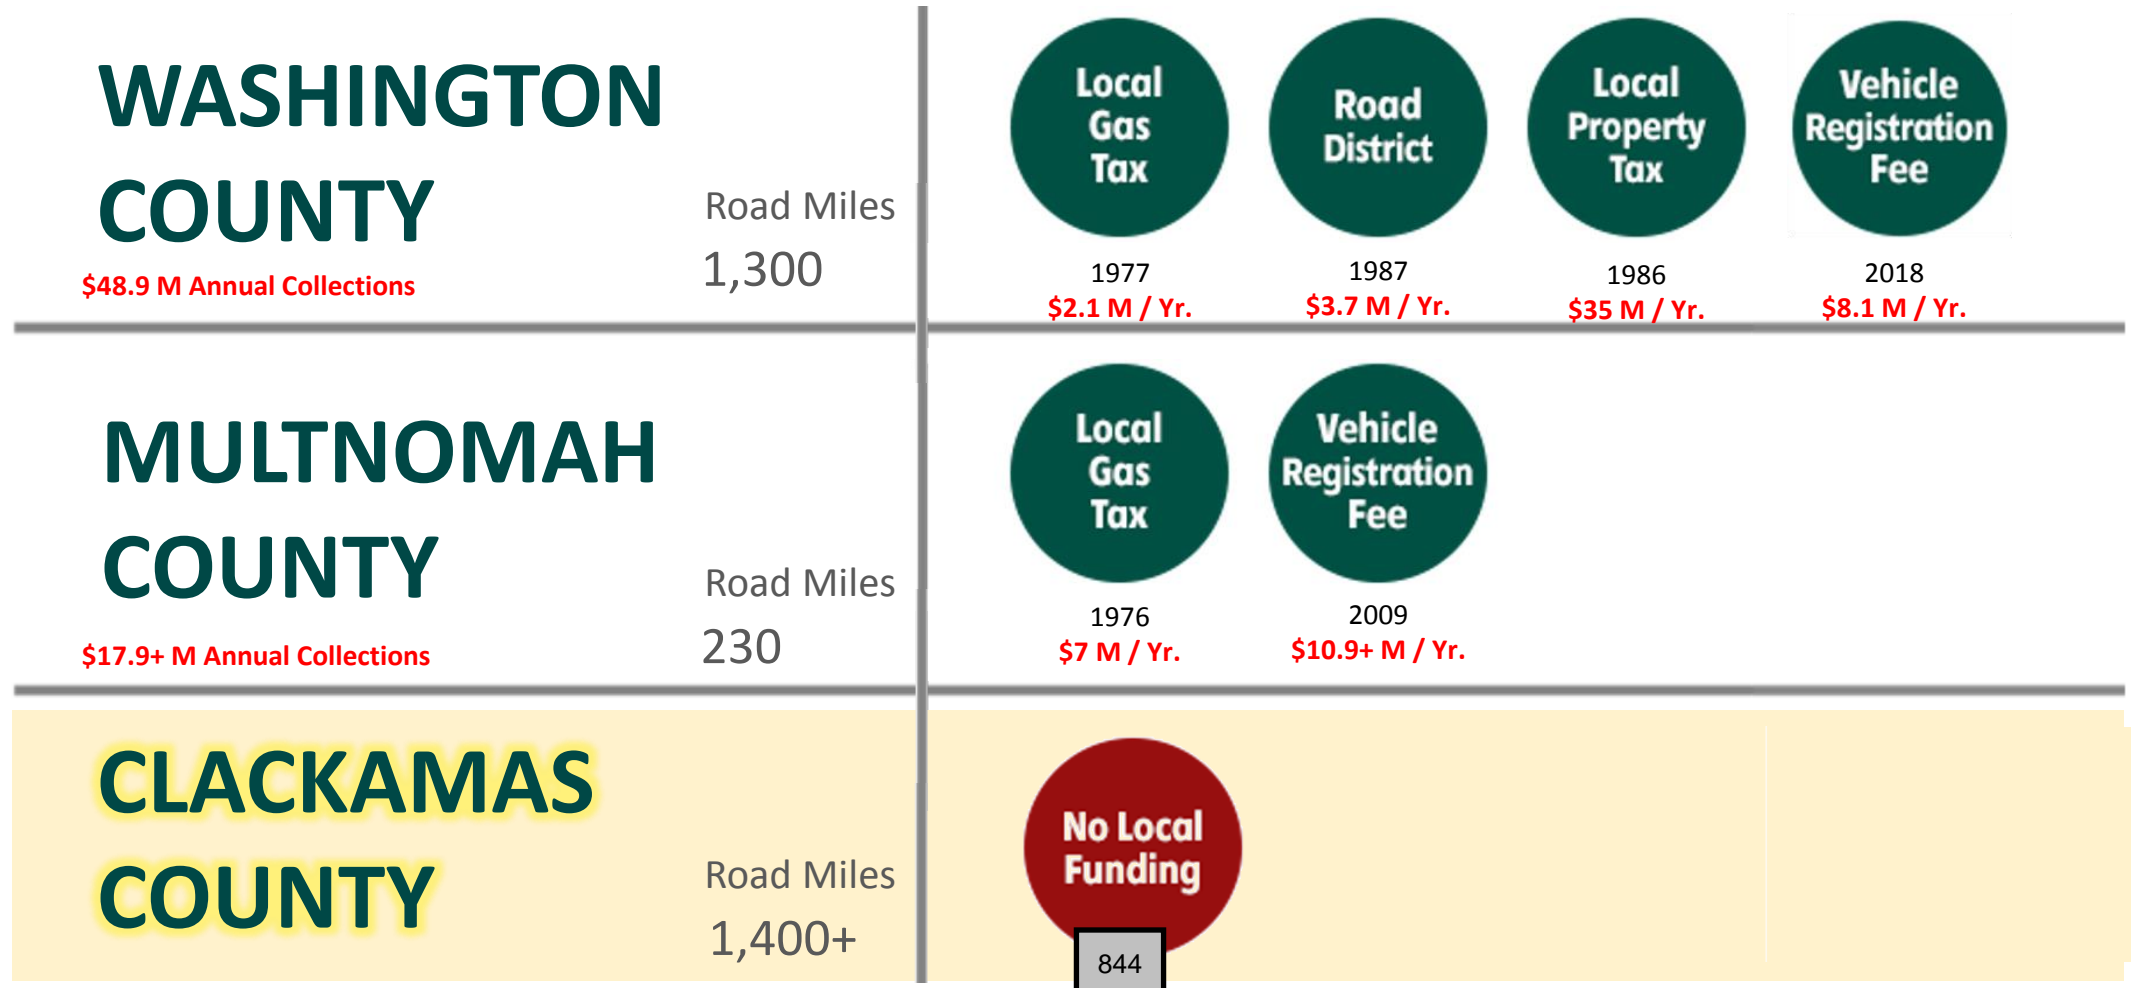 WASHINGTON
COUNTY
$48.9 M Annual Collections
Road Miles
1,300
Local
Gas
Tax
1977
$2.1 M / Yr.
Road
District
1987
$3.7 M / Yr.
Local
Property
Tax
1986
$35 M / Yr.
Vehicle
Registration
Fee
2018
$8.1 M / Yr.
MULTNOMAH
COUNTY
$17.9+ M Annual Collections
Road Miles
230
Local
Gas
Tax
1976
$7 M / Yr.
Vehicle
Registration
Fee
2009
$10.9+ M / Yr.
CLACKAMAS
COUNTY
Road Miles
1,400+
No Local
Funding
844